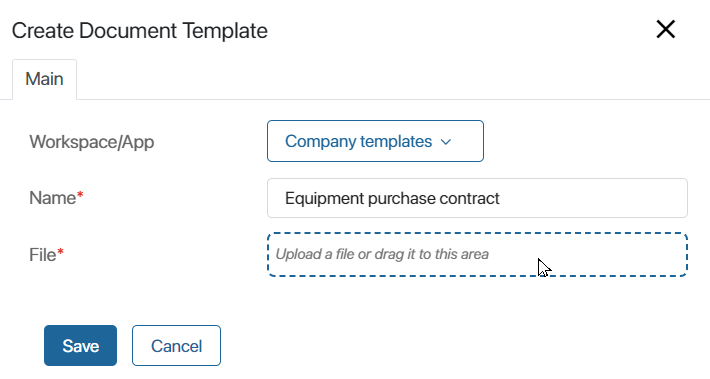 Create Document Template
Main
Workspace/App Company templates
Name* Equipment purchase contract
File* Upload a file or drag it to this area
Save Cancel